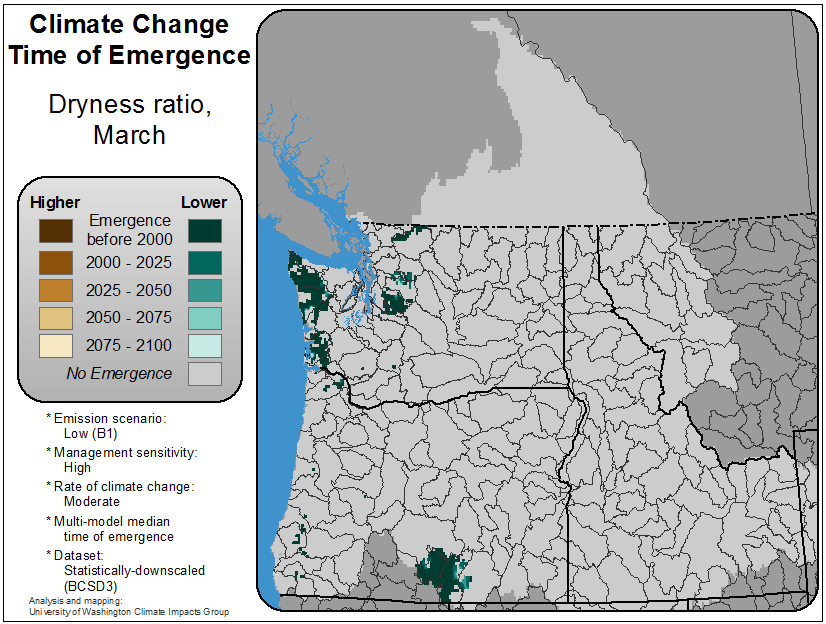 Climate Change
Time of Emergence
Dryness ratio,
March
Higher
Lower
Emergence
before 2000
2000 - 2025
2025 - 2050
2050 - 2075
2075 - 2100
No Emergence
* Emission scenario:
Low (B1)
* Management sensitivity:
High
* Rate of climate change:
Moderate
* Multi-model median
time of emergence
* Dataset:
Statistically-downscaled
(BCSD3)
Analysis and mapping:
University of Washington Climate Impacts Group